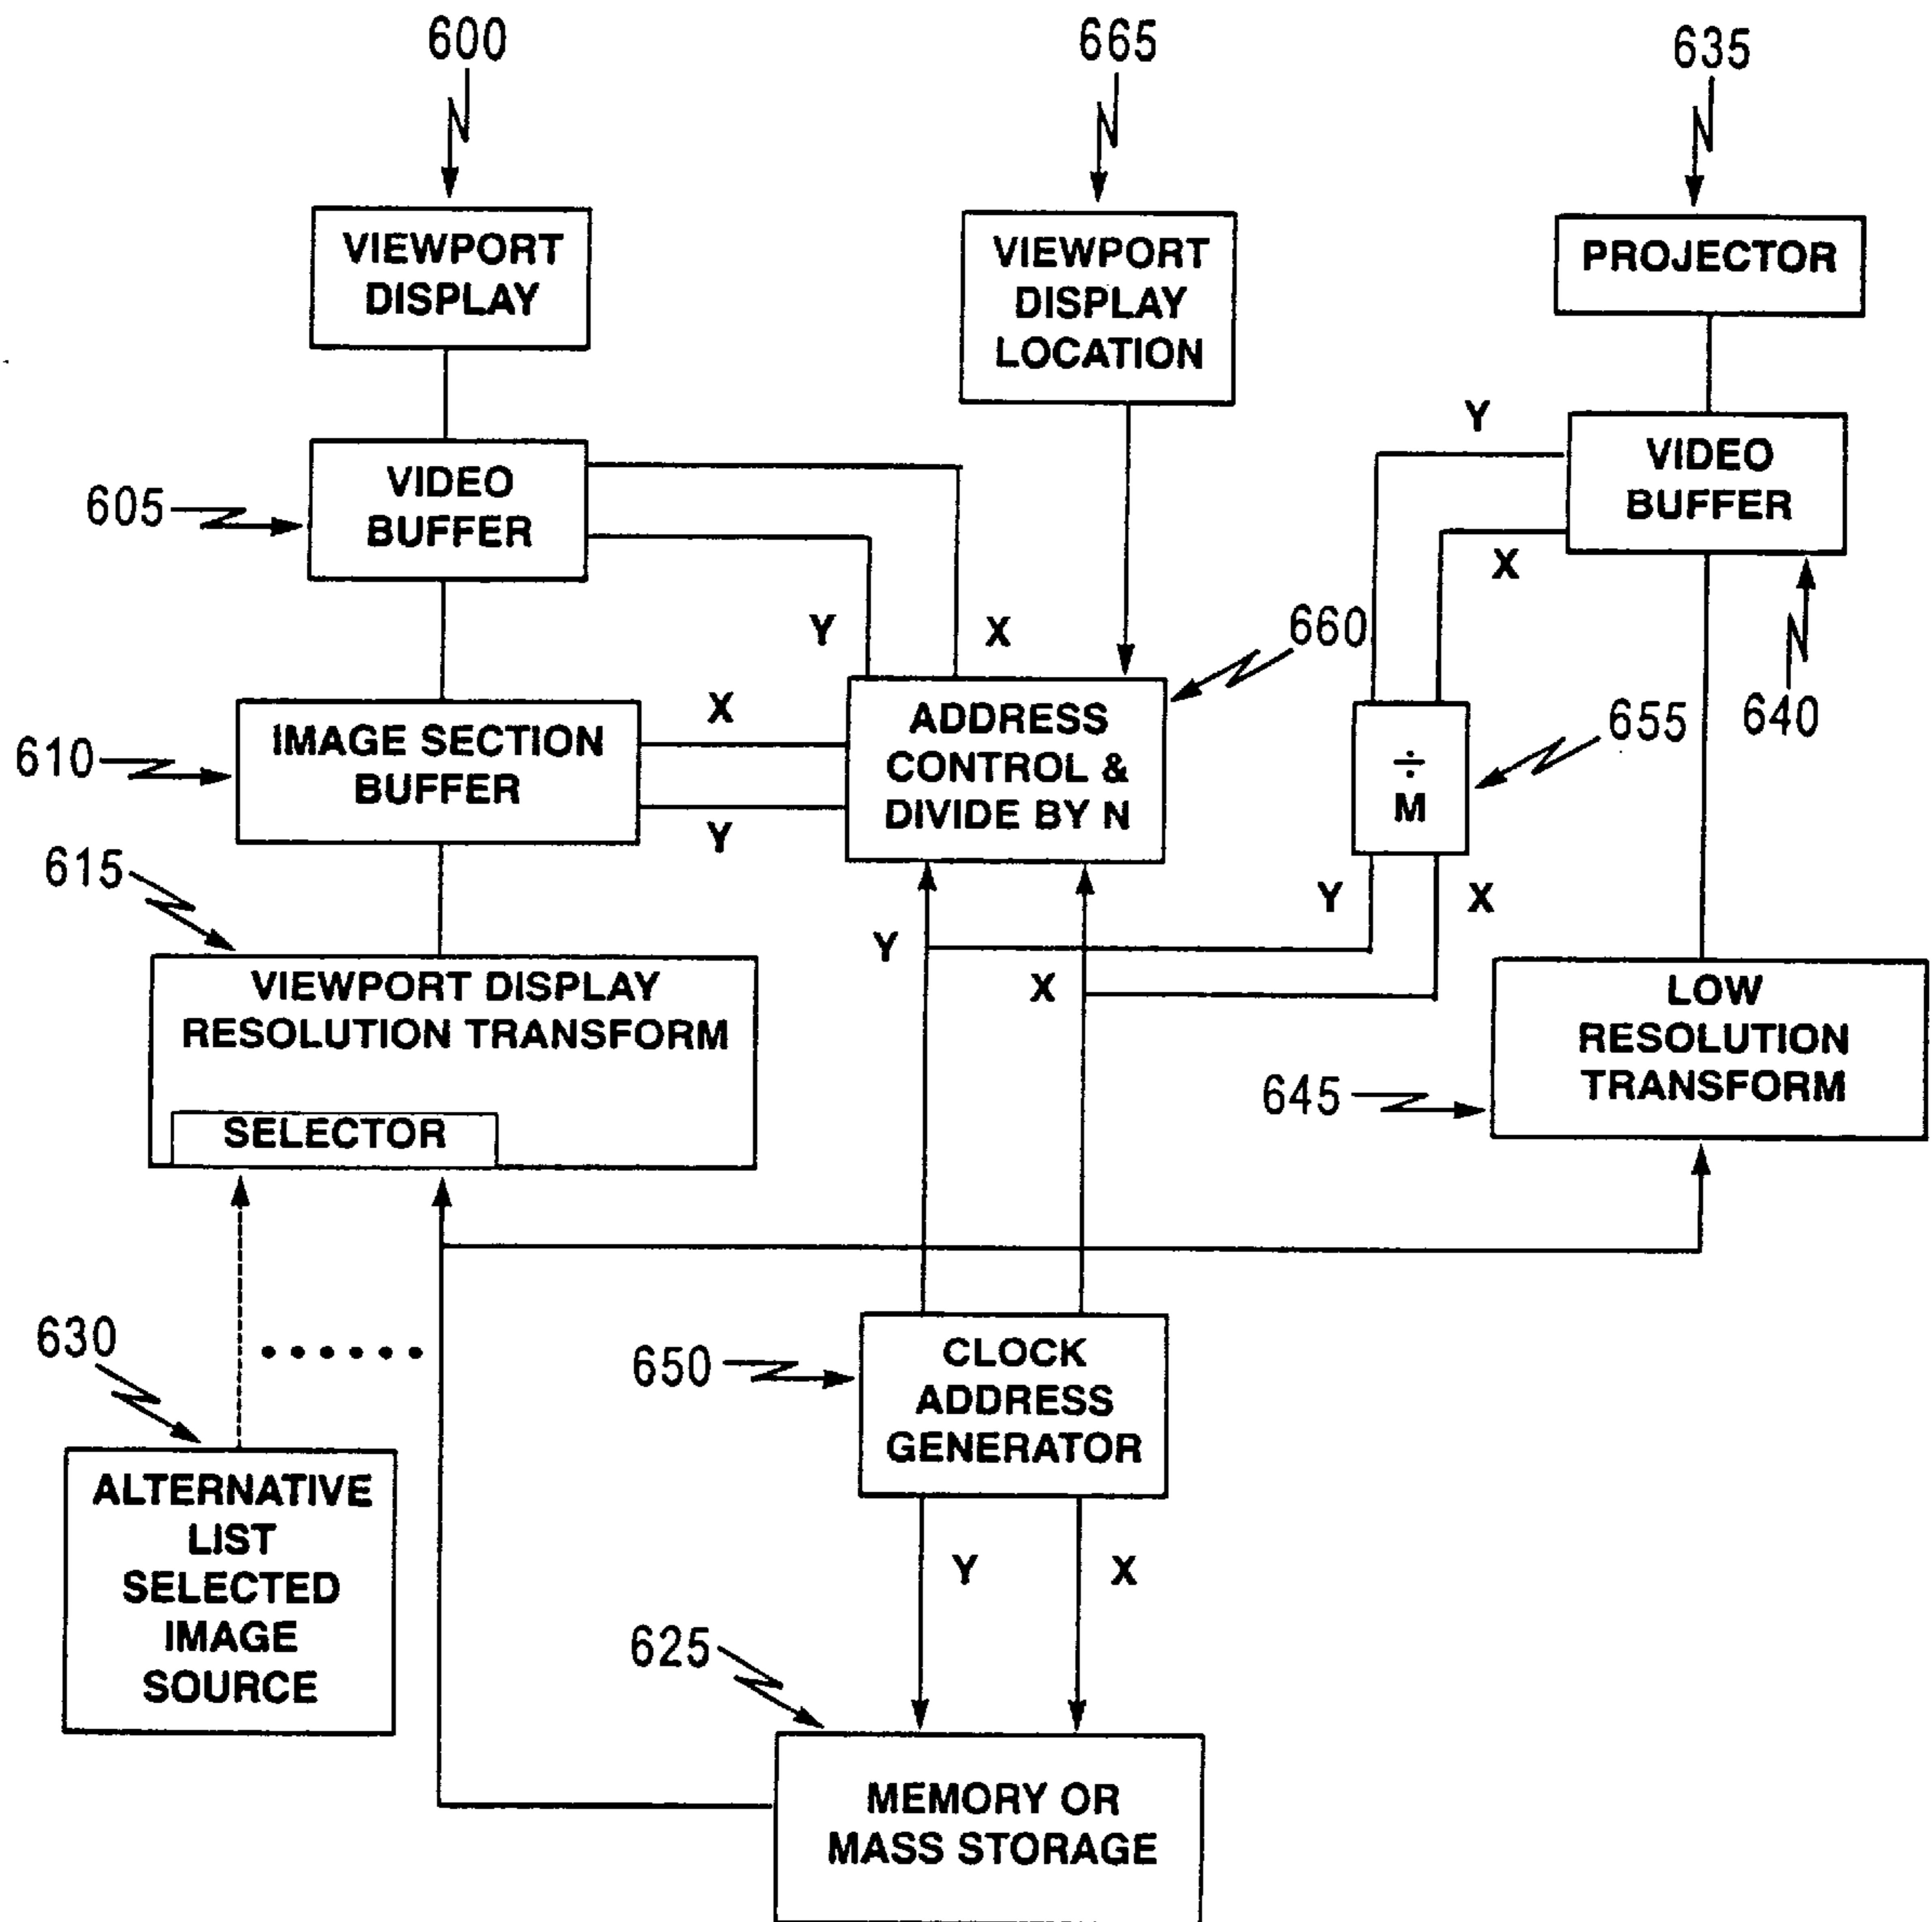 600
665
635
VIEWPORT
DISPLAY
VIEWPORT
DISPLAY
LOCATION
PROJECTOR
605
VIDEO
BUFFER
Y
X
Y
VIDEO
BUFFER
X
640
660
610
IMAGE SECTION
BUFFER
X
Y
ADDRESS
CONTROL &
DIVIDE BY N
÷
M
655
615
Y
X
Y
X
VIEWPORT DISPLAY
RESOLUTION TRANSFORM
SELECTOR
LOW
RESOLUTION
TRANSFORM
645
630
••••••
650
CLOCK
ADDRESS
GENERATOR
ALTERNATIVE
LIST
SELECTED
IMAGE
SOURCE
Y
X
625
MEMORY OR
MASS STORAGE